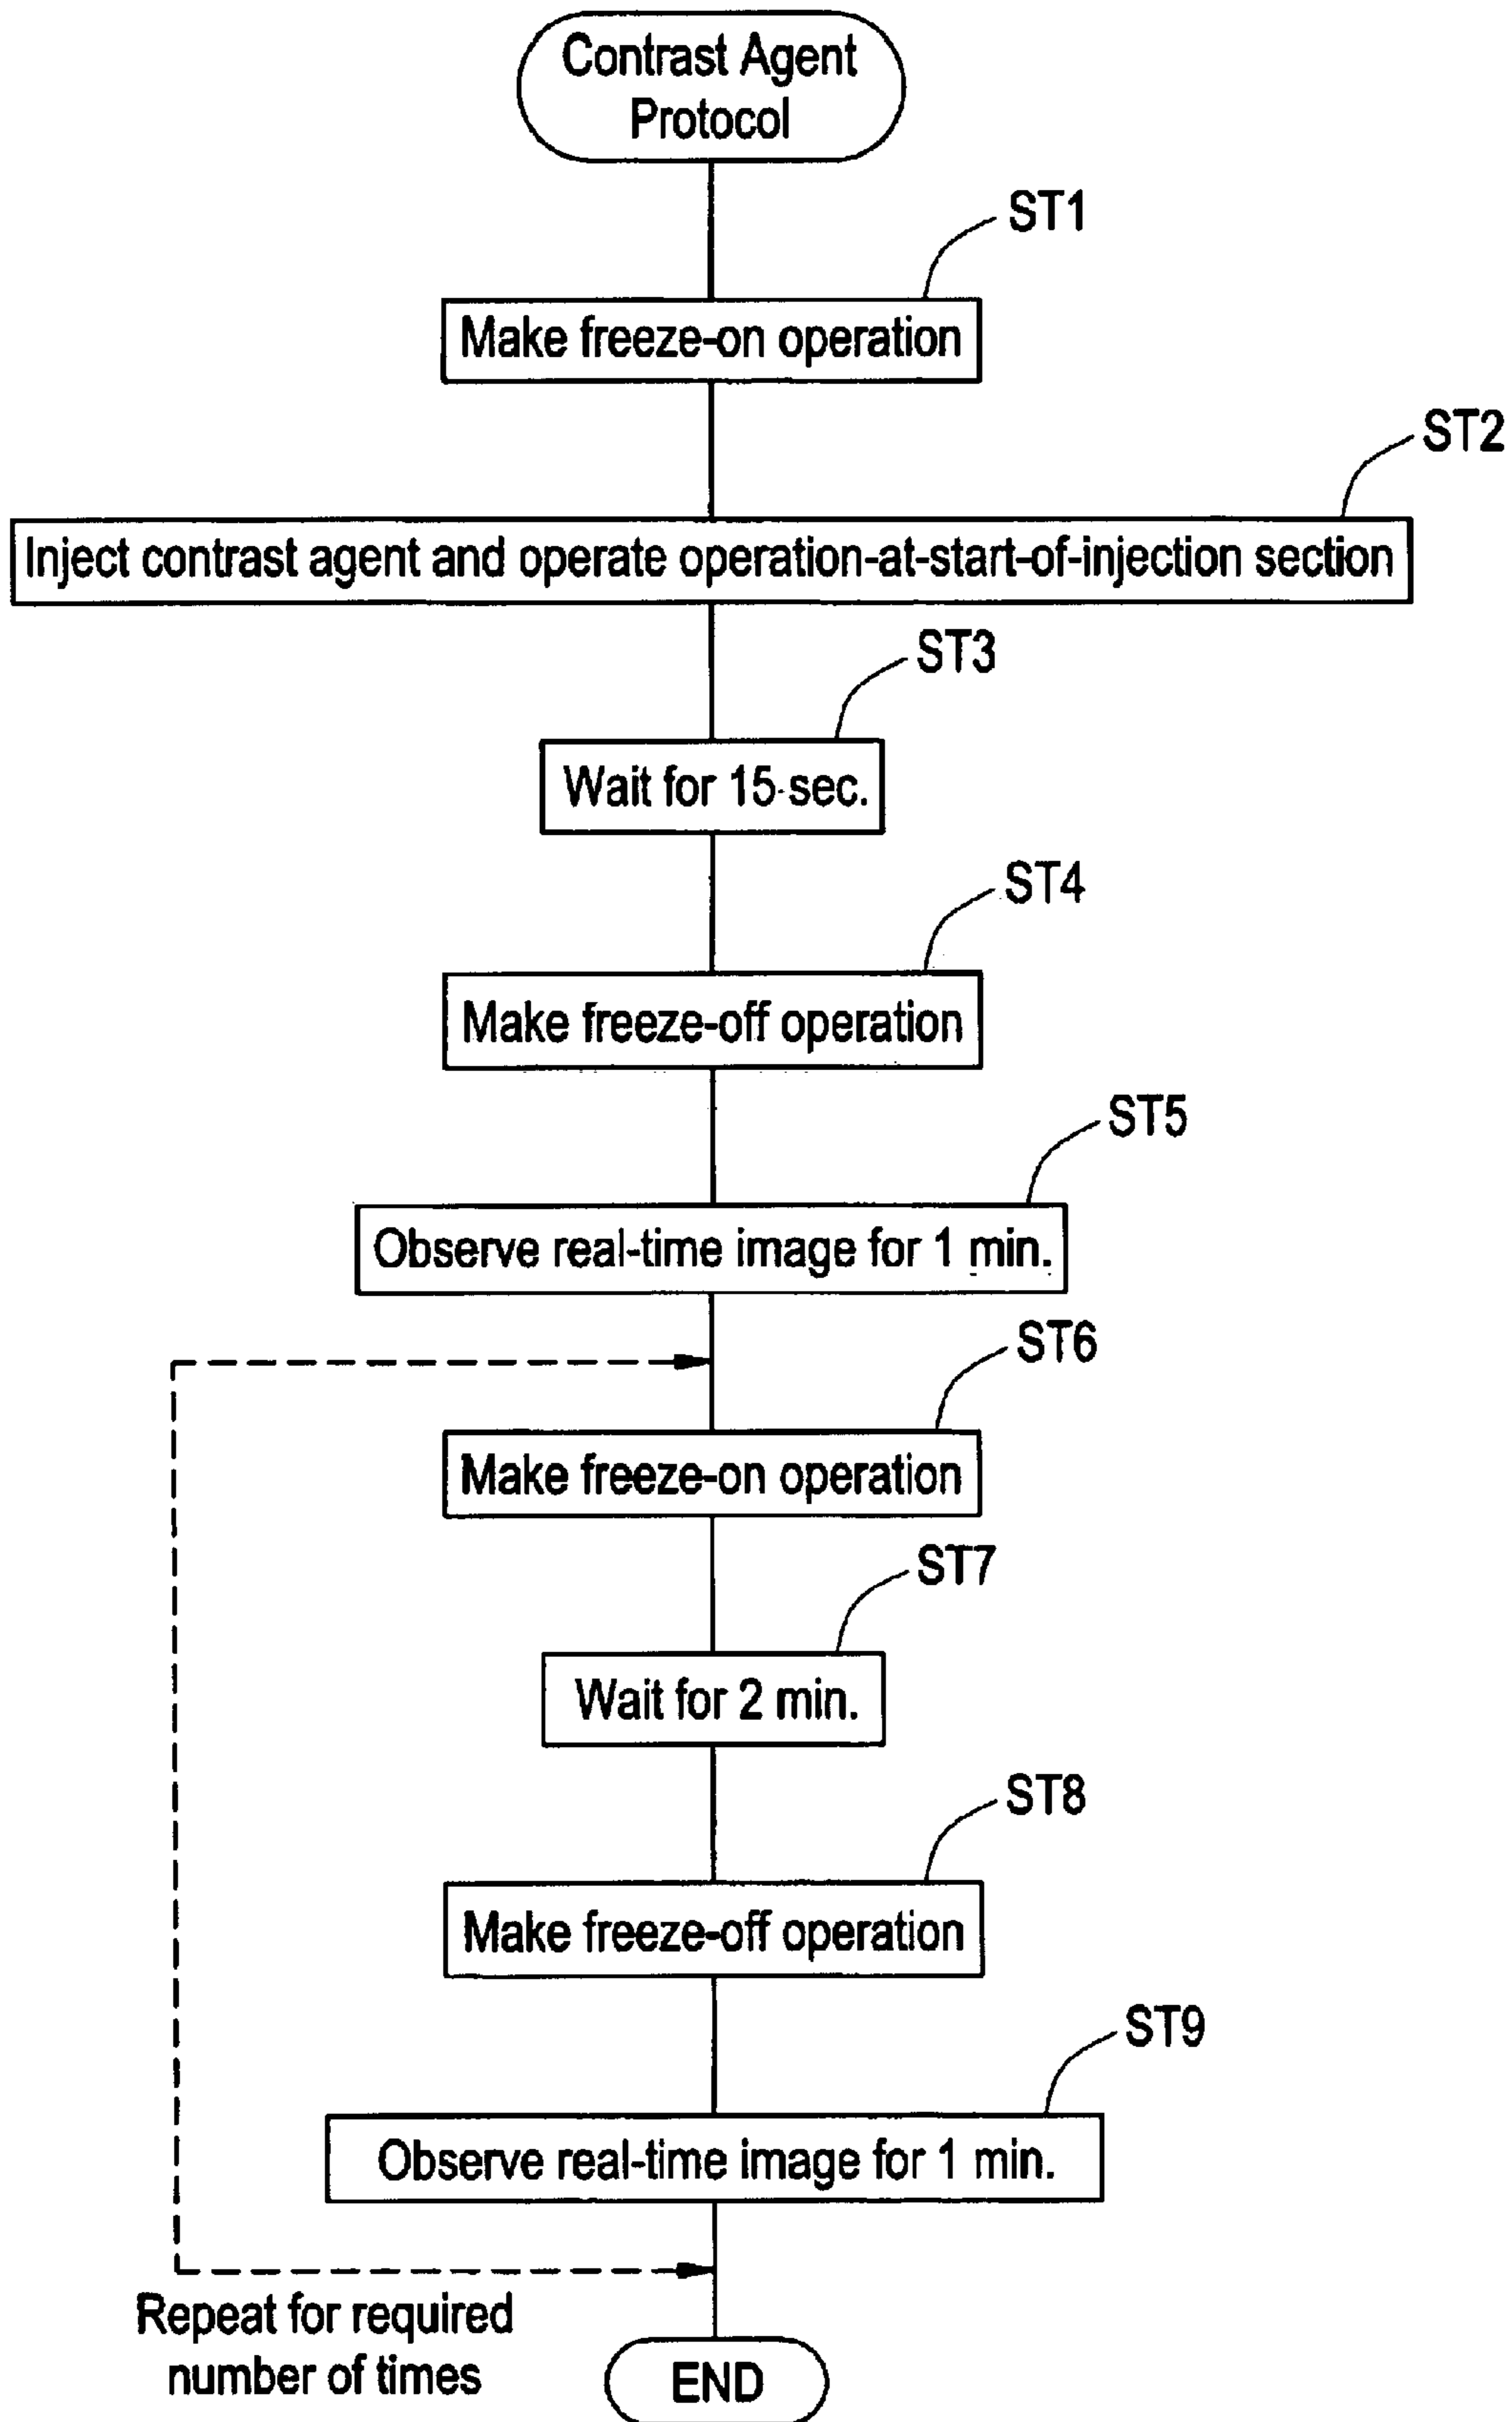 Contrast Agent
Protocol
ST1
Make freeze-on operation
ST2
Inject contrast agent and operate operation-at-start-of-injection section
ST3
Wait for 15 sec.
ST4
Make freeze-off operation
ST5
Observe real-time image for 1 min.
ST6
Make freeze-on operation
ST7
Wait for 2 min.
ST8
Make freeze-off operation
ST9
Observe real-time image for 1 min.
Repeat for required
number of times
END